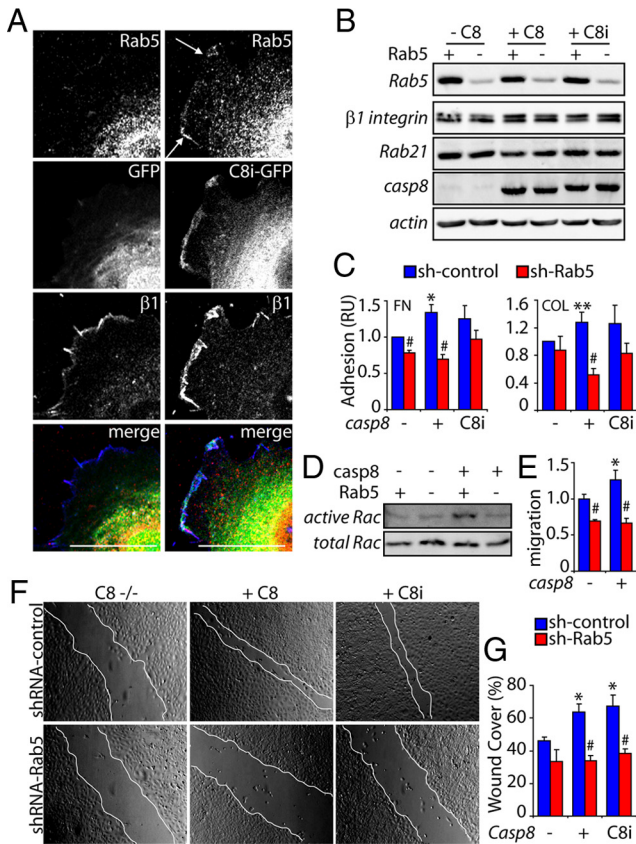 A
Rab5
Rab5
GFP
C8i-GFP
β1
β1
merge
merge
B
- C8 + C8 + C8i
Rab5 + - + - + -
Rab5
β1 integrin
Rab21
casp8
actin
C
sh-control sh-Rab5
Adhesion (RU)
FN
1.5
1.0
0.5
0
# * #
casp8 - + C8i
COL
1.6
1.2
0.8
0.4
0
** #
- + C8i
D
casp8 - - + +
Rab5 + - + -
active Rac
total Rac
E
migration
1.5
1.0
0.5
0
# * #
casp8 - +
F
C8 -/- + C8 + C8i
shRNA-control
shRNA-Rab5
sh-control
sh-Rab5
G
Wound Cover (%)
80
60
40
20
0
* # * #
Casp8 - + C8i